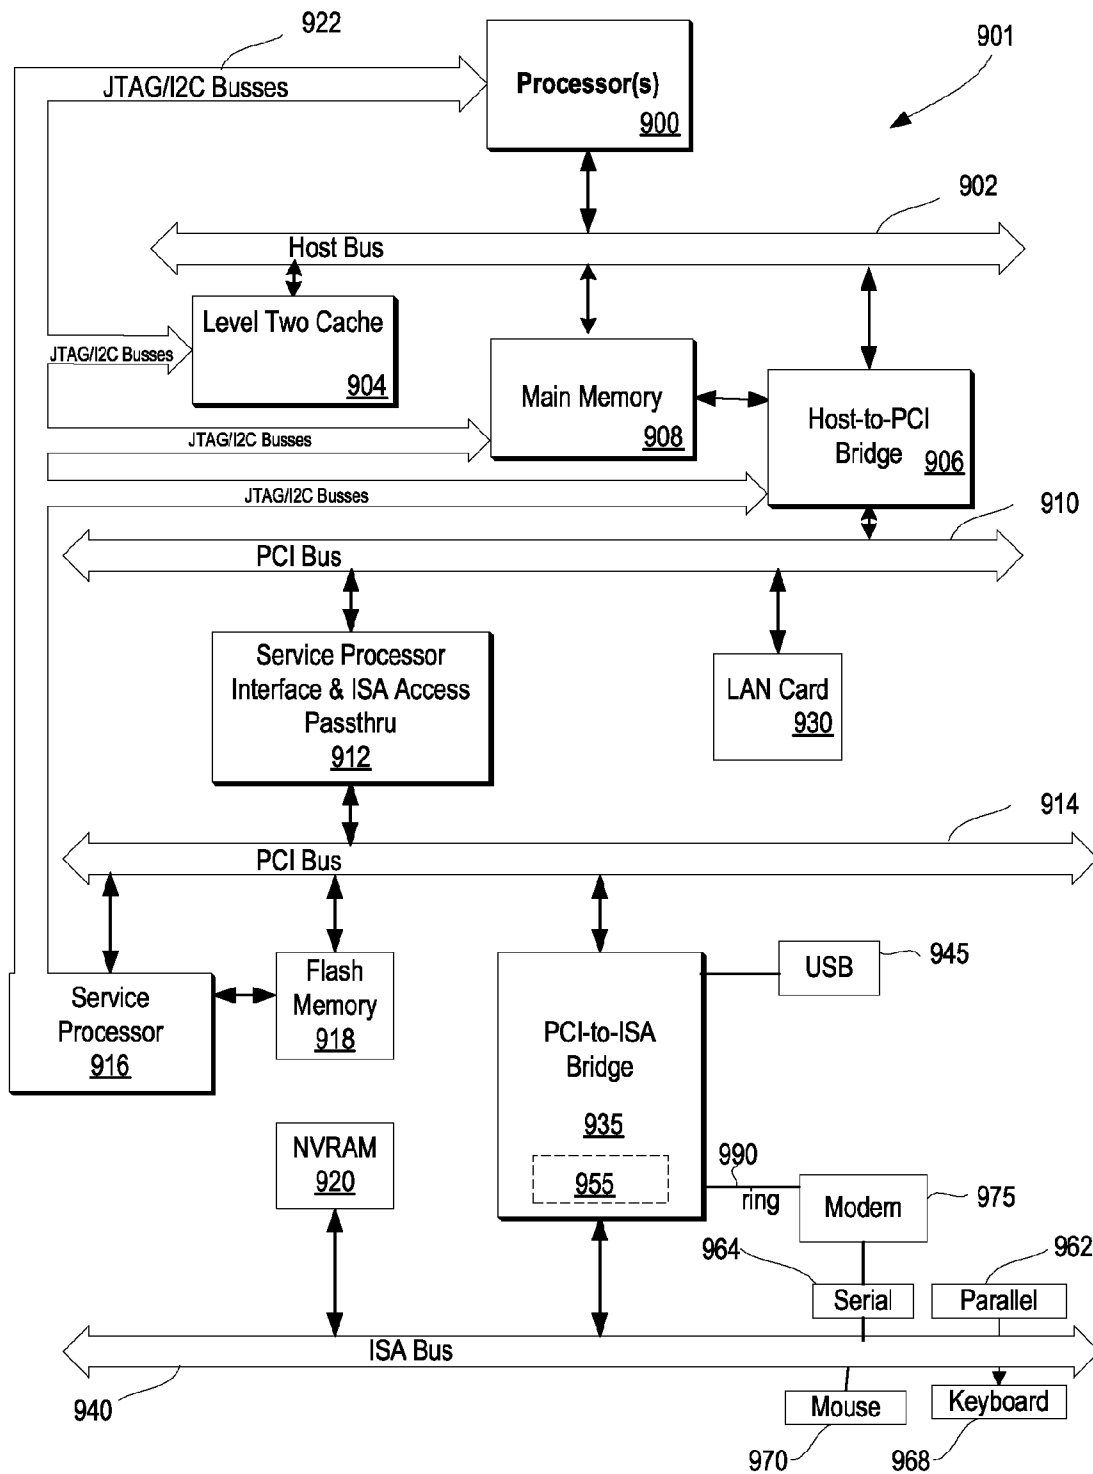 922
901
JTAG/I2C Busses
Processor(s)
900
902
Host Bus
Level Two Cache
904
JTAG/I2C Busses
Main Memory
908
Host-to-PCI
Bridge
906
JTAG/I2C Busses
JTAG/I2C Busses
910
PCI Bus
Service Processor
Interface & ISA Access
Passthru
912
LAN Card
930
914
PCI Bus
Service
Processor
916
Flash
Memory
918
PCI-to-ISA
Bridge
935
955
USB
945
NVRAM
920
990
ring
Modem
975
964
962
Serial
Parallel
ISA Bus
940
Mouse
Keyboard
970
968